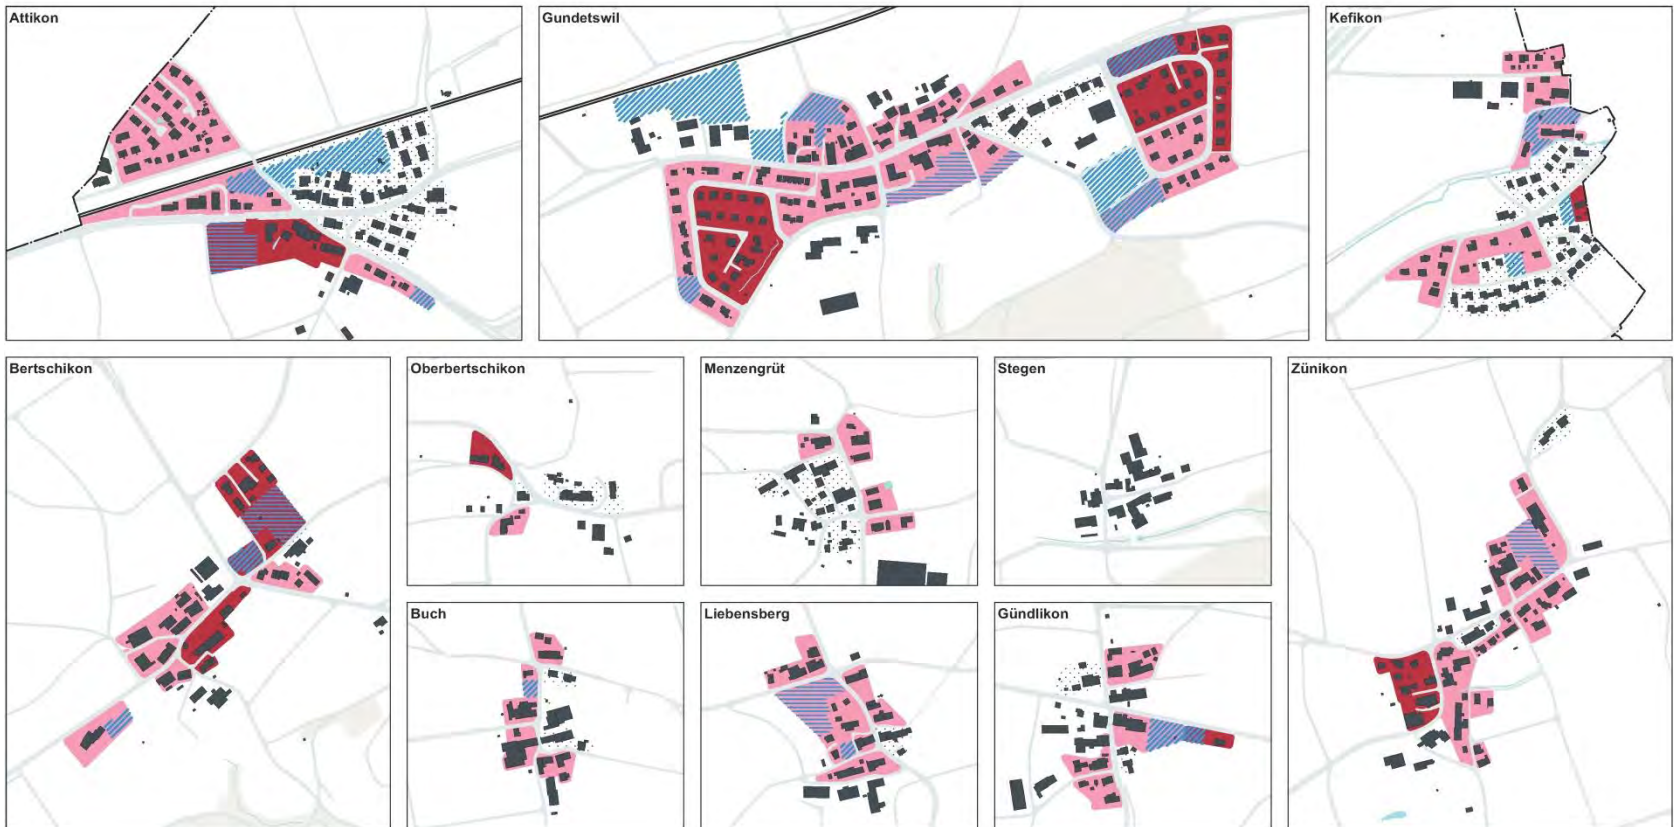 Attikon
Gundetswil
Kefikon
Bertschikon
Oberbertschikon
Menzengrüt
Stegen
Zünikon
Buch
Liebensberg
Gündlikon